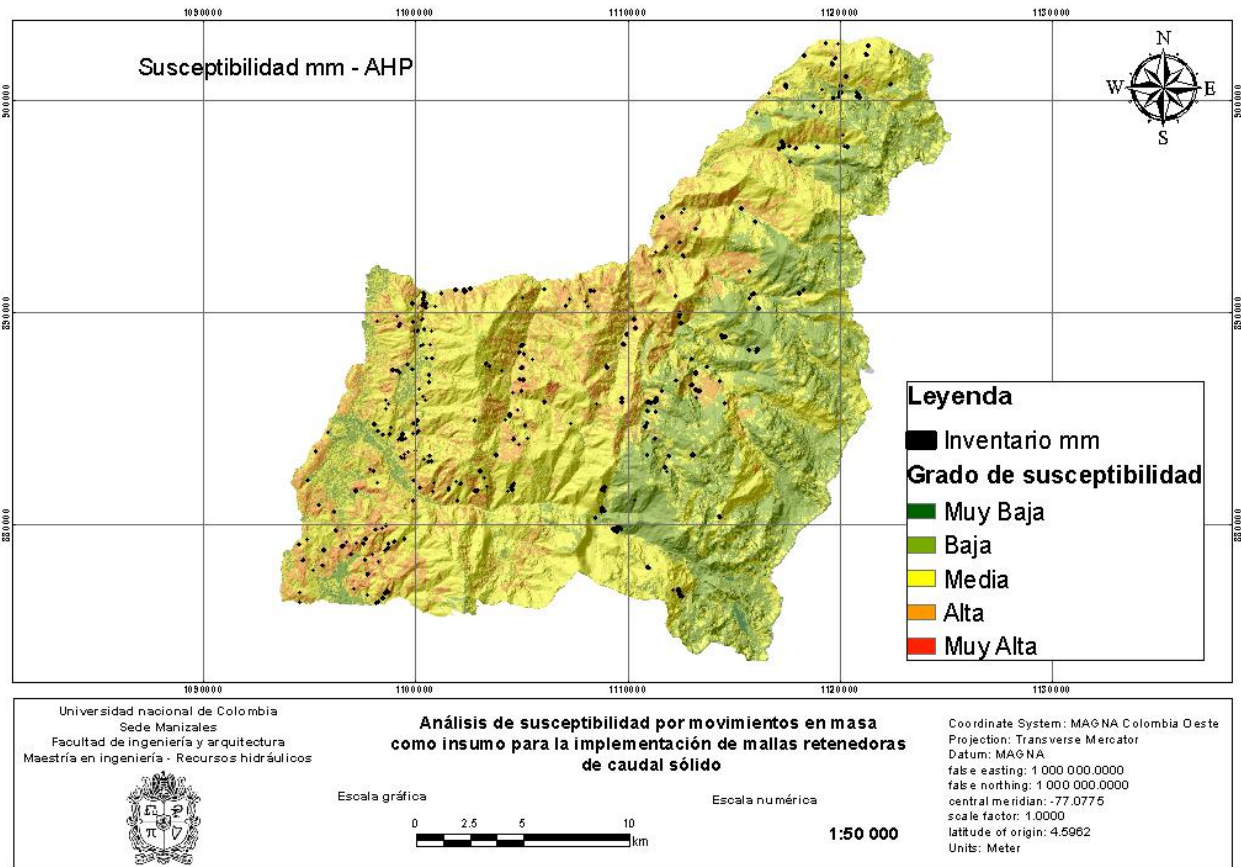 1090000
1100000
1110000
1120000
1130000
Susceptibilidad mm - AHP
N
W
E
S
900000
900000
890000
890000
880000
880000
Leyenda
Inventario mm
Grado de susceptibilidad
Muy Baja
Baja
Media
Alta
Muy Alta
1090000
1100000
1110000
1120000
1130000
Universidad nacional de Colombia
Sede Manizales
Facultad de ingeniería y arquitectura
Maestría en ingeniería - Recursos hidráulicos
Análisis de susceptibilidad por movimientos en masa
como insumo para la implementación de mallas retenedoras
de caudal sólido
Escala gráfica
0 2.5 5 10
km
Escala numérica
1:50 000
Coordinate System: MAGNA Colombia Oeste
Projection: Transverse Mercator
Datum: MAGNA
false easting: 1 000 000.0000
false northing: 1 000 000.0000
central meridian: -77.0775
scale factor: 1.0000
latitude of origin: 4.5962
Units: Meter